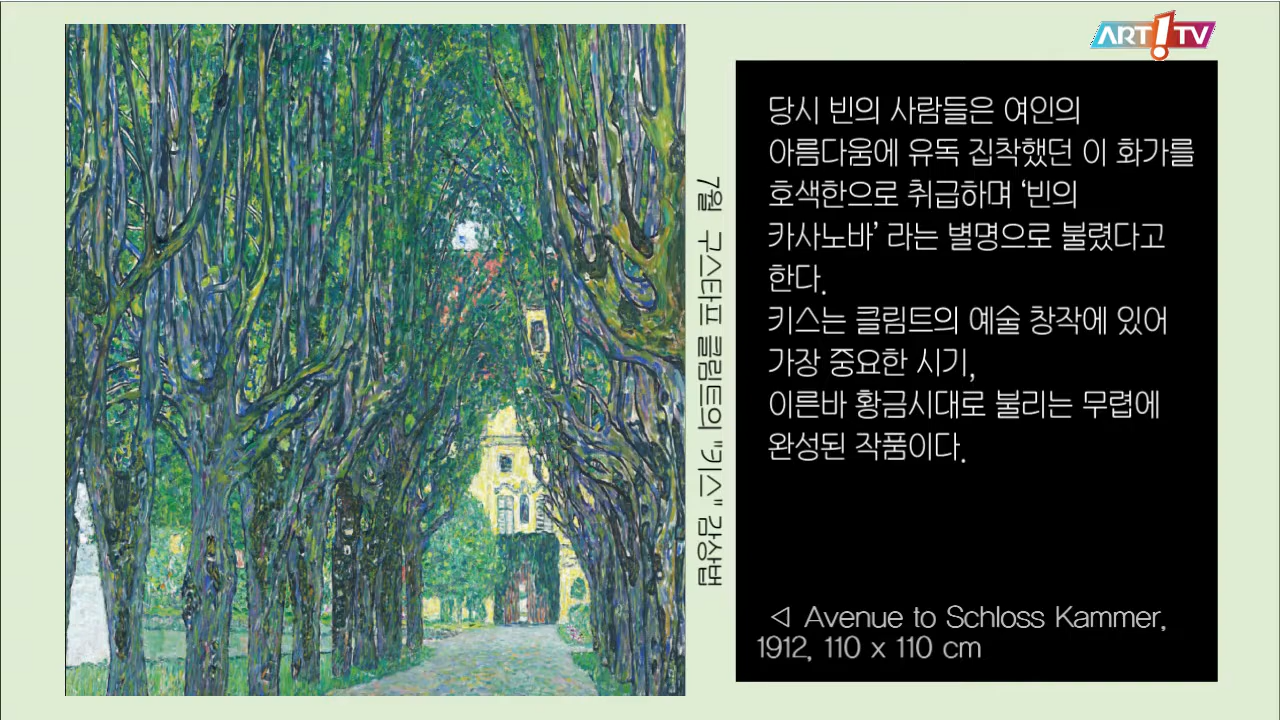 ART!TV
당시 빈의 사람들은 여인의
아름다움에 유독 집착했던 이 화가를
호색한으로 취급하며 ‘빈의
카사노바’ 라는 별명으로 불렸다고
한다.
키스는 클림트의 예술 창작에 있어
가장 중요한 시기,
이른바 황금시대로 불리는 무렵에
완성된 작품이다.
7월 구스타프 클림트의 "키스" 감상법
◁ Avenue to Schloss Kammer,
1912, 110 x 110 cm